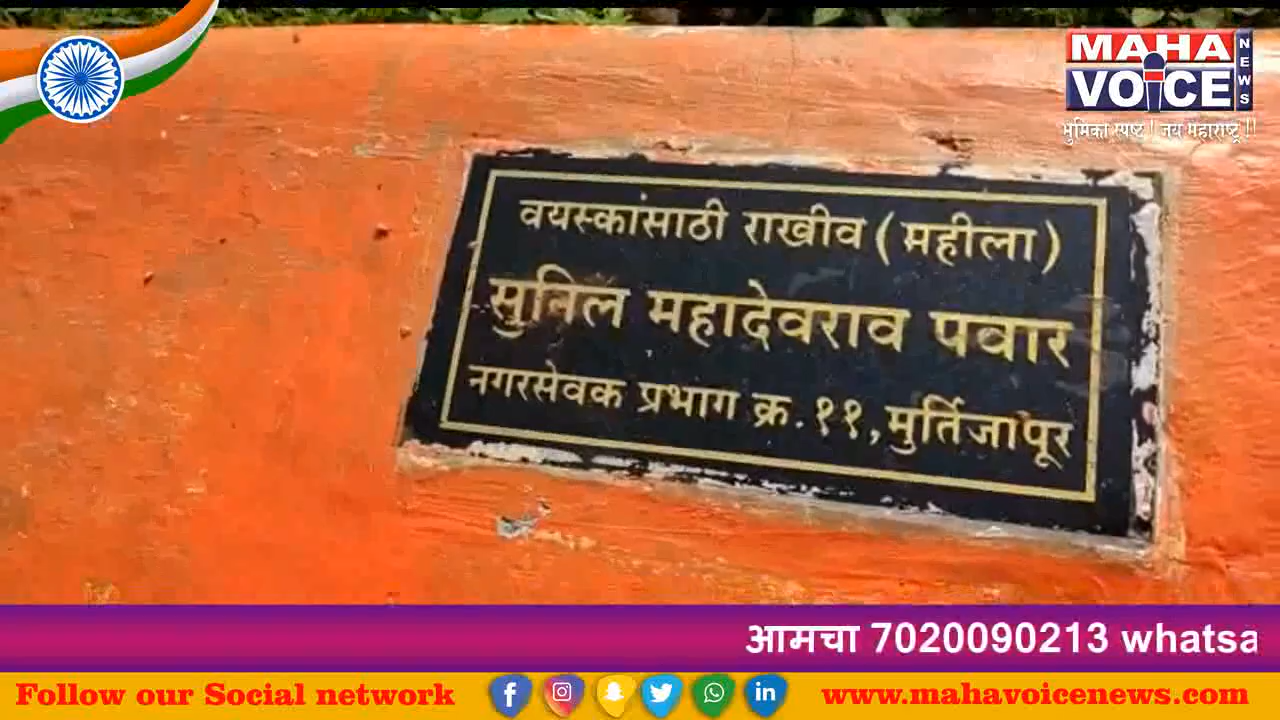 MAHA
VOICE
NEWS
भुमिका स्पष्ट ! जय महाराष्ट्र !!
वयस्कांसाठी राखीव (महीला)
सुनिल महादेवराव पवार
नगरसेवक प्रभाग क्र. ११, मुर्तिजापूर
आमचा 7020090213 whatsa
Follow our Social network
www.mahavoicenews.com